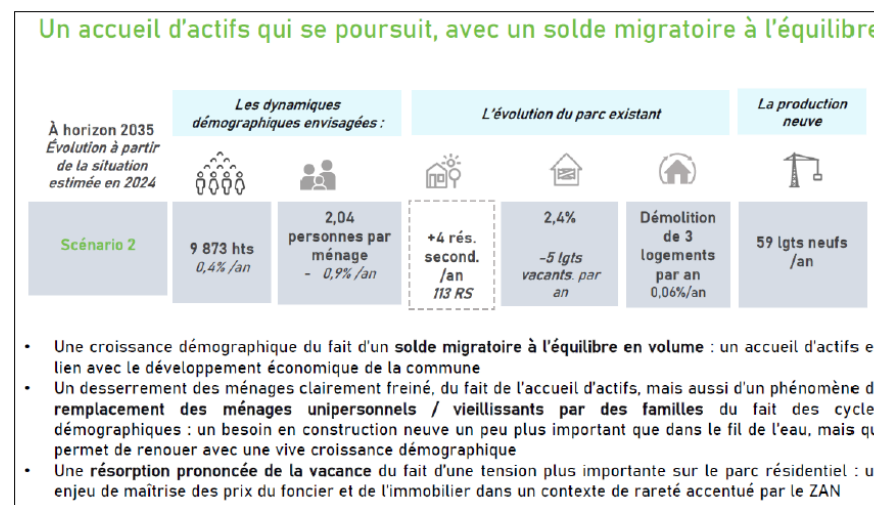 Un accueil d'actifs qui se poursuit, avec un solde migratoire à l'équilibre
À horizon 2035
Évolution à partir
de la situation
estimée en 2024
Les dynamiques
démographiques envisagées :
L'évolution du parc existant
La production
neuve
Scénario 2
9 873 hts
0,4% /an
2,04
personnes par
ménage
- 0,9% /an
+4 rés.
second.
/an
113 RS
2,4%
-5 lgts
vacants. par
an
Démolition
de 3
logements
par an
0,06%/an
59 lgts neufs
/an
• Une croissance démographique du fait d'un solde migratoire à l'équilibre en volume : un accueil d'actifs e
lien avec le développement économique de la commune
• Un desserrement des ménages clairement freiné, du fait de l'accueil d'actifs, mais aussi d'un phénomène d
remplacement des ménages unipersonnels / vieillissants par des familles du fait des cycle
démographiques : un besoin en construction neuve un peu plus important que dans le fil de l'eau, mais qu
permet de renouer avec une vive croissance démographique
• Une résorption prononcée de la vacance du fait d'une tension plus importante sur le parc résidentiel : u
enjeu de maîtrise des prix du foncier et de l'immobilier dans un contexte de rareté accentué par le ZAN